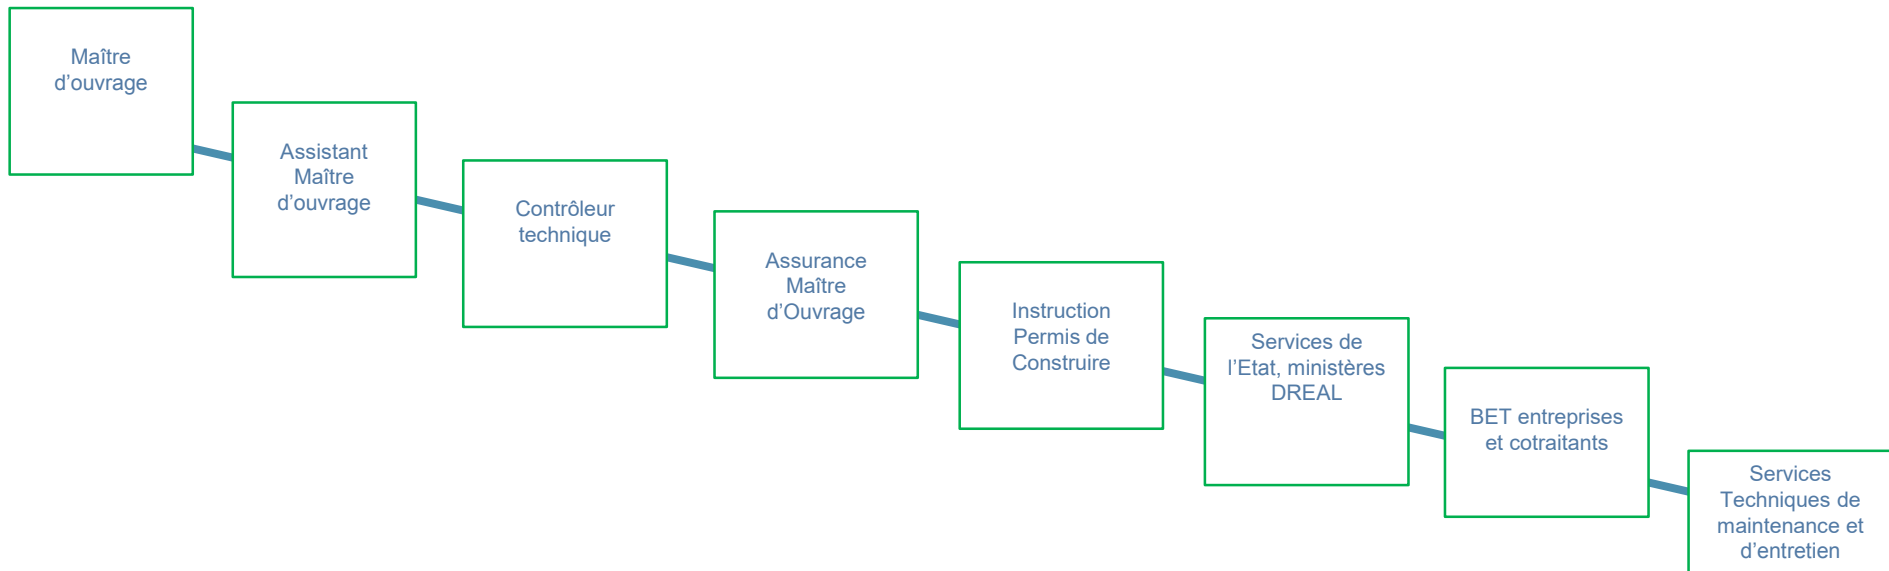 Maître
d’ouvrage
Assistant
Maître
d’ouvrage
Contrôleur
technique
Assurance
Maître
d’Ouvrage
Instruction
Permis de
Construire
Services de
l’Etat, ministères
DREAL
BET entreprises
et cotraitants
Services
Techniques de
maintenance et
d’entretien